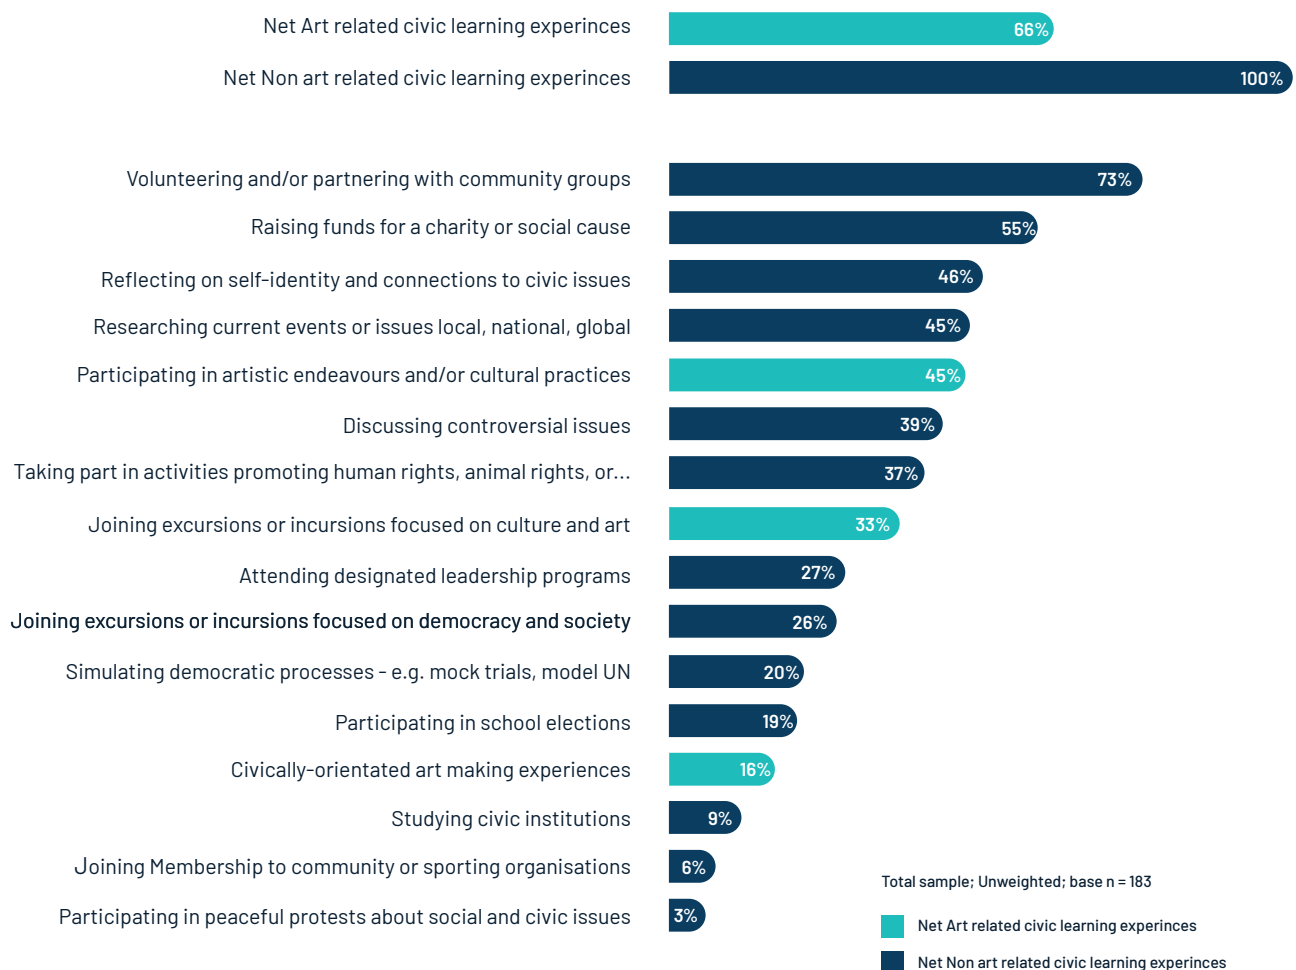 Net Art related civic learning experinces 66%
Net Non art related civic learning experinces 100%
Volunteering and/or partnering with community groups 73%
Raising funds for a charity or social cause 55%
Reflecting on self-identity and connections to civic issues 46%
Researching current events or issues local, national, global 45%
Participating in artistic endeavours and/or cultural practices 45%
Discussing controversial issues 39%
Taking part in activities promoting human rights, animal rights, or... 37%
Joining excursions or incursions focused on culture and art 33%
Attending designated leadership programs 27%
Joining excursions or incursions focused on democracy and society 26%
Simulating democratic processes - e.g. mock trials, model UN 20%
Participating in school elections 19%
Civically-orientated art making experiences 16%
Studying civic institutions 9%
Joining Membership to community or sporting organisations 6%
Participating in peaceful protests about social and civic issues 3%
Total sample; Unweighted; base n = 183
Net Art related civic learning experinces
Net Non art related civic learning experinces